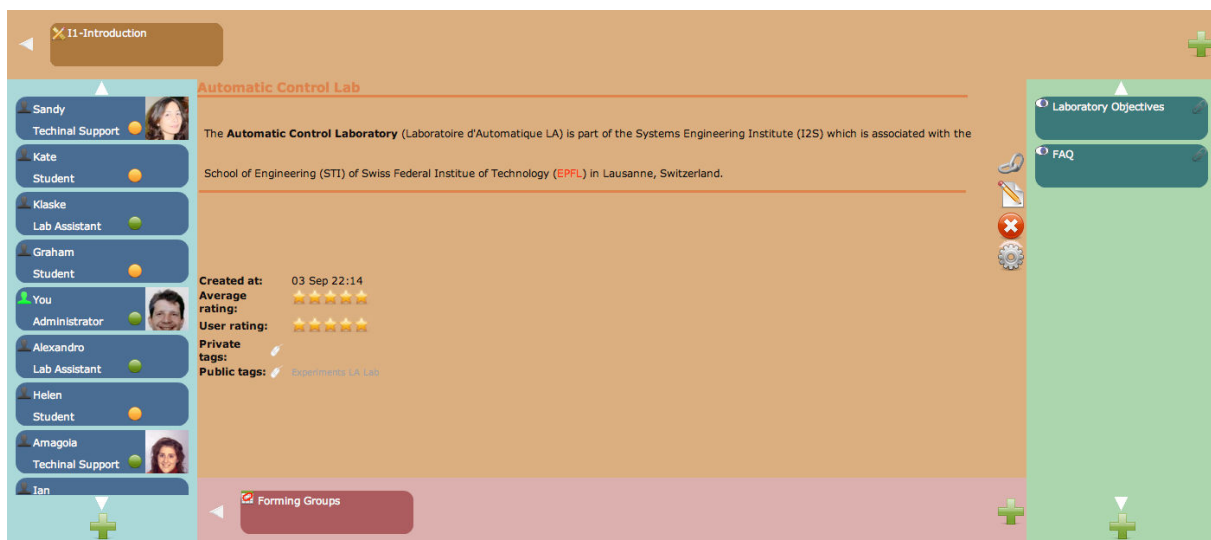 I1-Introduction
Sandy
Techinal Support
Kate
Student
Klaske
Lab Assistant
Graham
Student
You
Administrator
Alexandro
Lab Assistant
Helen
Student
Amagoia
Techinal Support
Ian
Automatic Control Lab
The Automatic Control Laboratory (Laboratoire d'Automatique LA) is part of the Systems Engineering Institute (I2S) which is associated with the
School of Engineering (STI) of Swiss Federal Institue of Technology (EPFL) in Lausanne, Switzerland.
Created at: 03 Sep 22:14
Average
rating:
User rating:
Private
tags:
Public tags: Experiments LA Lab
Forming Groups
Laboratory Objectives
FAQ